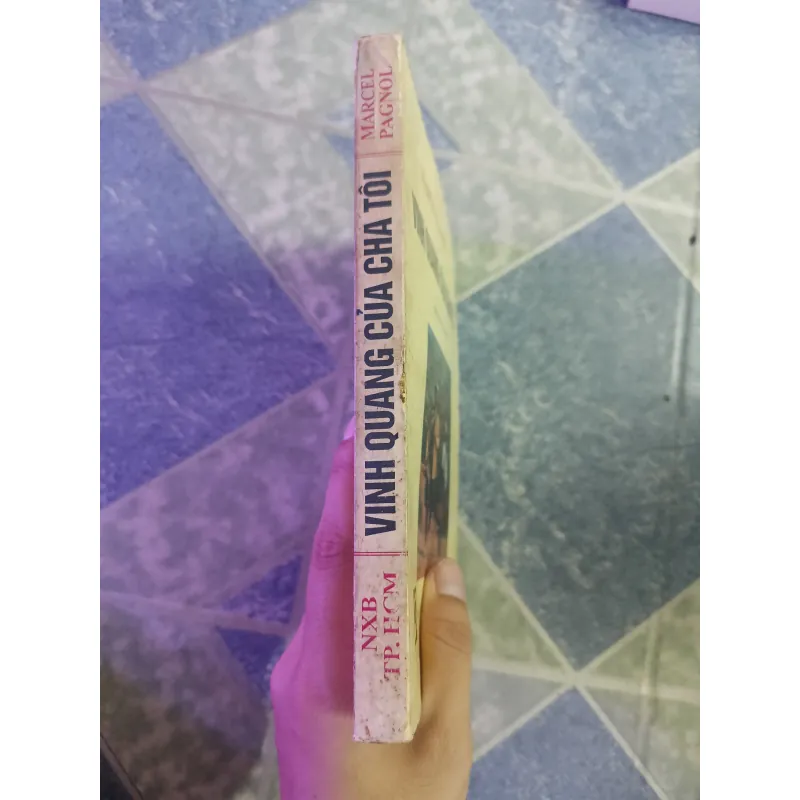 MARCEL
PAGNOL
VINH QUANG CỦA CHA TÔI
NXB
TP. HCM